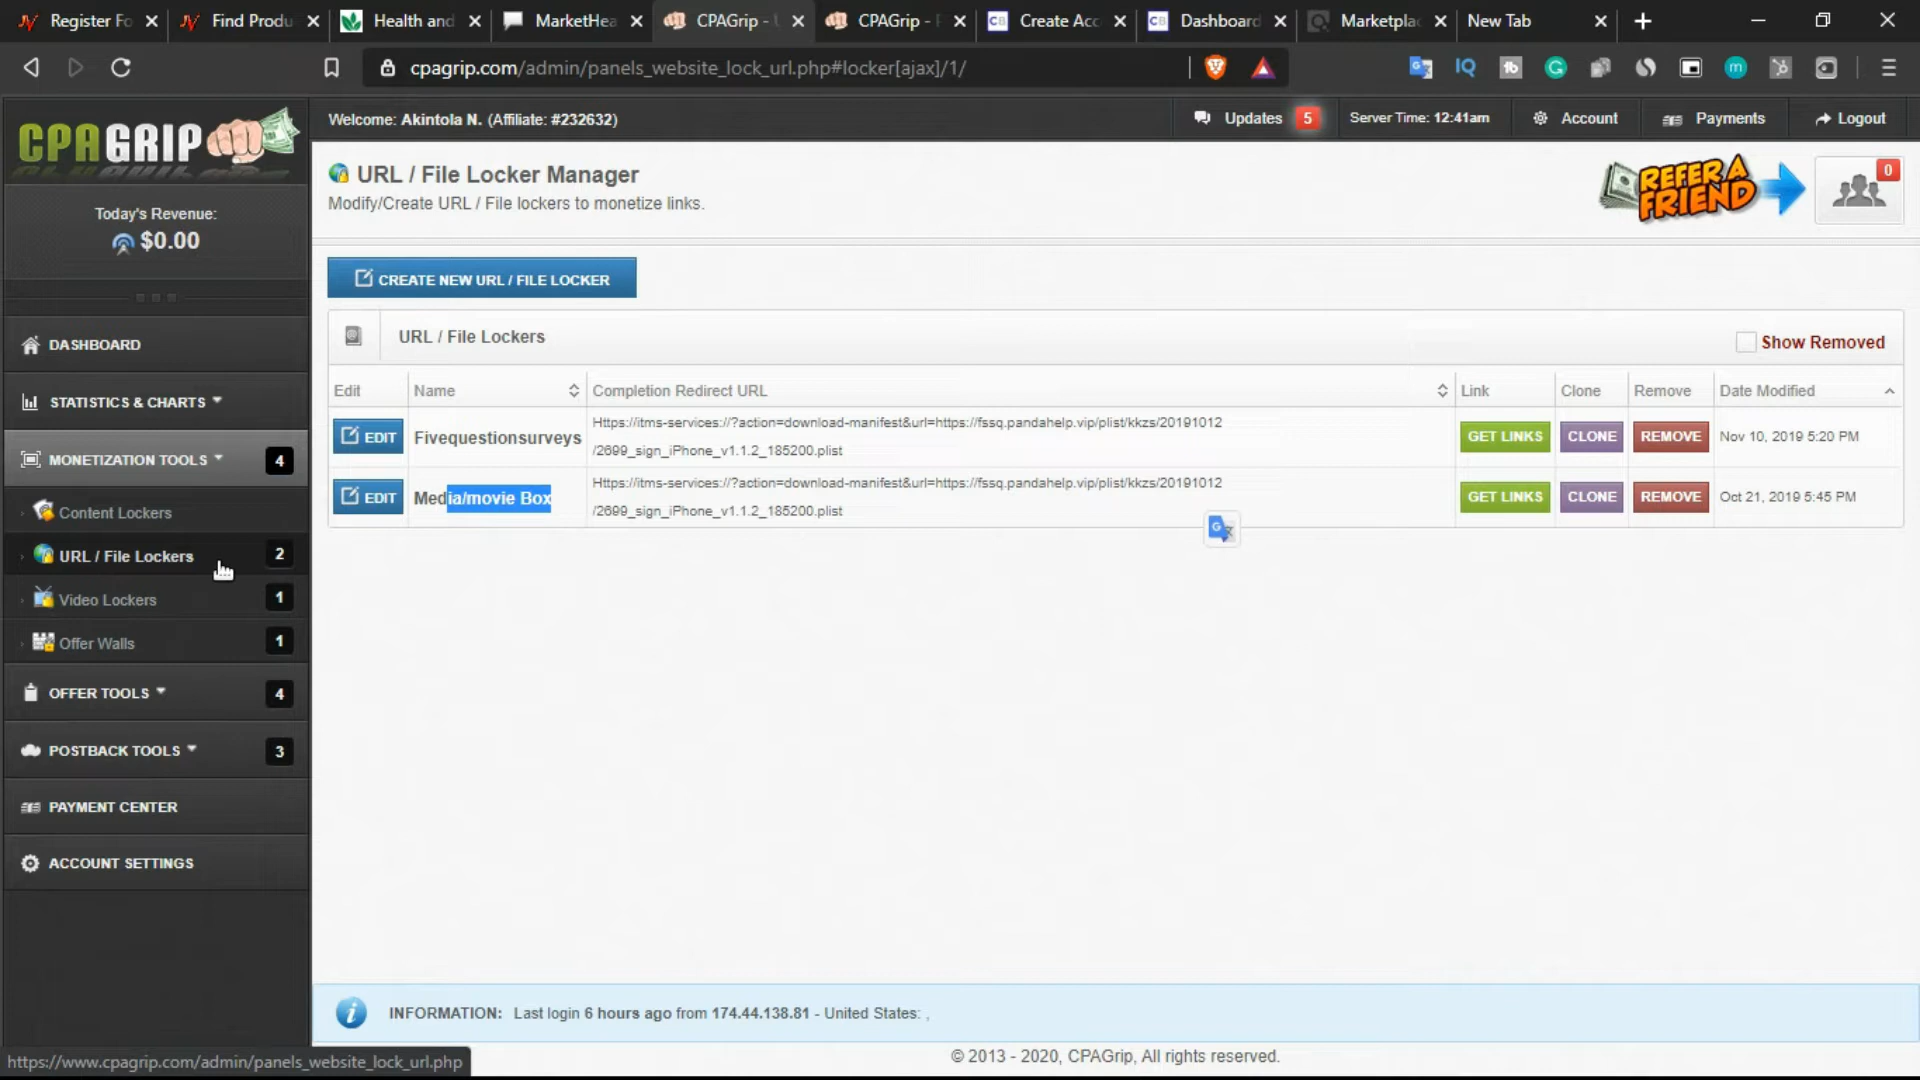 Register Fo
Find Produ
Health and
MarketHea
CPAGrip - U
CPAGrip -
Create Acc
Dashboard
Marketplac
New Tab
cpagrip.com/admin/panels_website_lock_url.php#locker[ajax]/1/
CPAGRIP
Welcome: Akintola N. (Affiliate: #232632)
Updates 5
Server Time: 12:41am
Account
Payments
Logout
URL / File Locker Manager
Modify/Create URL / File lockers to monetize links.
REFER A FRIEND
0
Today's Revenue:
$0.00
CREATE NEW URL / FILE LOCKER
URL / File Lockers
Show Removed
Edit Name Completion Redirect URL Link Clone Remove Date Modified
EDIT Fivequestionsurveys Https://itms-services://?action=download-manifest&url=https://fssq.pandahelp.vip/plist/kkzs/20191012
/2699_sign_iPhone_v1.1.2_185200.plist
GET LINKS CLONE REMOVE Nov 10, 2019 5:20 PM
EDIT Media/movie Box Https://itms-services://?action=download-manifest&url=https://fssq.pandahelp.vip/plist/kkzs/20191012
/2699_sign_iPhone_v1.1.2_185200.plist
GET LINKS CLONE REMOVE Oct 21, 2019 5:45 PM
DASHBOARD
STATISTICS & CHARTS
MONETIZATION TOOLS 4
Content Lockers
URL / File Lockers 2
Video Lockers 1
Offer Walls 1
OFFER TOOLS 4
POSTBACK TOOLS 3
PAYMENT CENTER
ACCOUNT SETTINGS
INFORMATION: Last login 6 hours ago from 174.44.138.81 - United States: ,
© 2013 - 2020, CPAGrip, All rights reserved.
https://www.cpagrip.com/admin/panels_website_lock_url.php